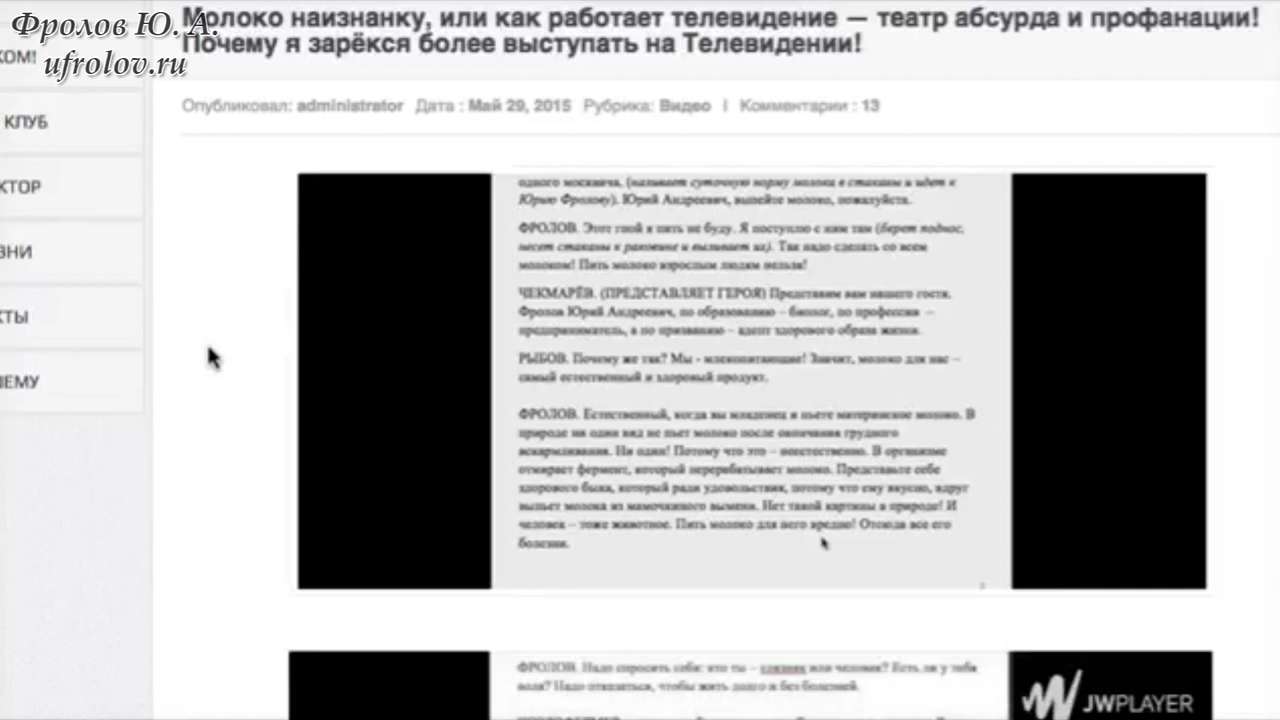 Фролов Ю. А.
ufrolov.ru
Молоко наизнанку, или как работает телевидение — театр абсурда и профанации!
Почему я зарёкся более выступать на Телевидении!
Опубликовал: administrator Дата : Май 29, 2015 Рубрика: Видео | Комментарии : 13
КОМ!
КЛУБ
КТОР
ЗНИ
КТЫ
ЧЕМУ
одного москвича, (наливает суточную норму молока в стаканы и идет к
Юрию Фролову). Юрий Андреевич, выпейте молоко, пожалуйста.
ФРОЛОВ. Этот гной я пить не буду. Я поступлю с ним так (берет поднос,
несет стаканы к раковине и выливает их). Так надо сделать со всем
молоком! Пить молоко взрослым людям нельзя!
ЧЕКМАРЁВ. (ПРЕДСТАВЛЯЕТ ГЕРОЯ) Представим вам нашего гостя.
Фролов Юрий Андреевич, по образованию – биолог, по профессии –
предприниматель, а по призванию – адепт здорового образа жизни.
РЫБОВ. Почему же так? Мы - млекопитающие! Значит, молоко для нас –
самый естественный и здоровый продукт.
ФРОЛОВ. Естественный, когда вы младенец и пьете материнское молоко. В
природе ни один вид не пьет молоко после окончания грудного
вскармливания. Ни один! Потому что это – неестественно. В организме
отмирает фермент, который перерабатывает молоко. Представьте себе
здорового быка, который ради удовольствия, потому что ему вкусно, вдруг
выпьет молока из мамочкиного вымени. Нет такой картины в природе! И
человек – тоже животное. Пить молоко для него вредно! Отсюда все его
болезни.
ФРОЛОВ. Надо спросить себя: кто ты – слизняк или человек? Есть ли у тебя
воля? Надо отказаться, чтобы жить долго и без болезней.
JWPLAYER